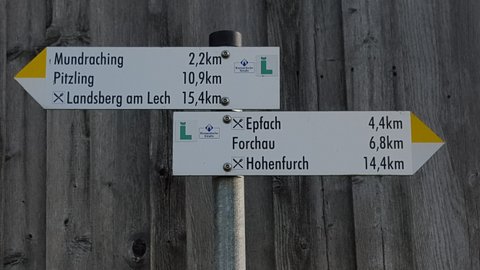 Mundraching 2,2km
Pitzling 10,9km
Landsberg am Lech 15,4km
Epfach 4,4km
Forchau 6,8km
Hohenfurch 14,4km